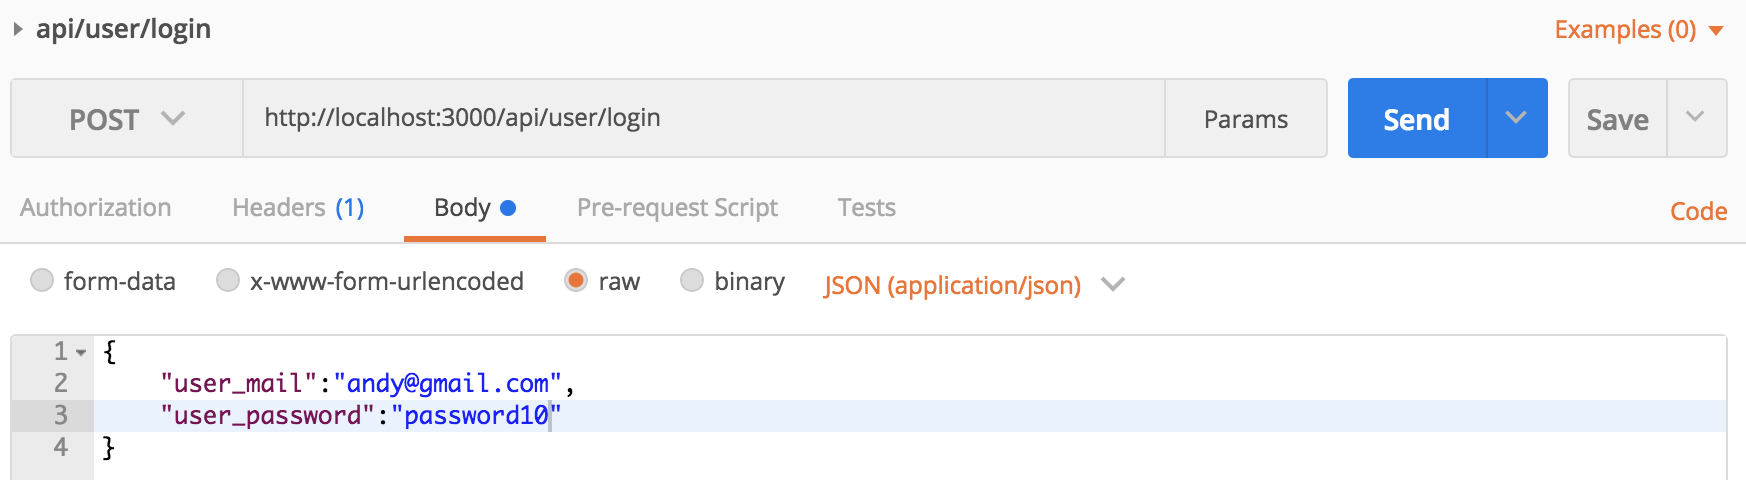 api/user/login
Examples (0)
POST http://localhost:3000/api/user/login Params Send Save
Authorization Headers (1) Body Pre-request Script Tests Code
form-data x-www-form-urlencoded raw binary JSON (application/json)
1 {
2 "user_mail":"andy@gmail.com",
3 "user_password":"password10"
4 }